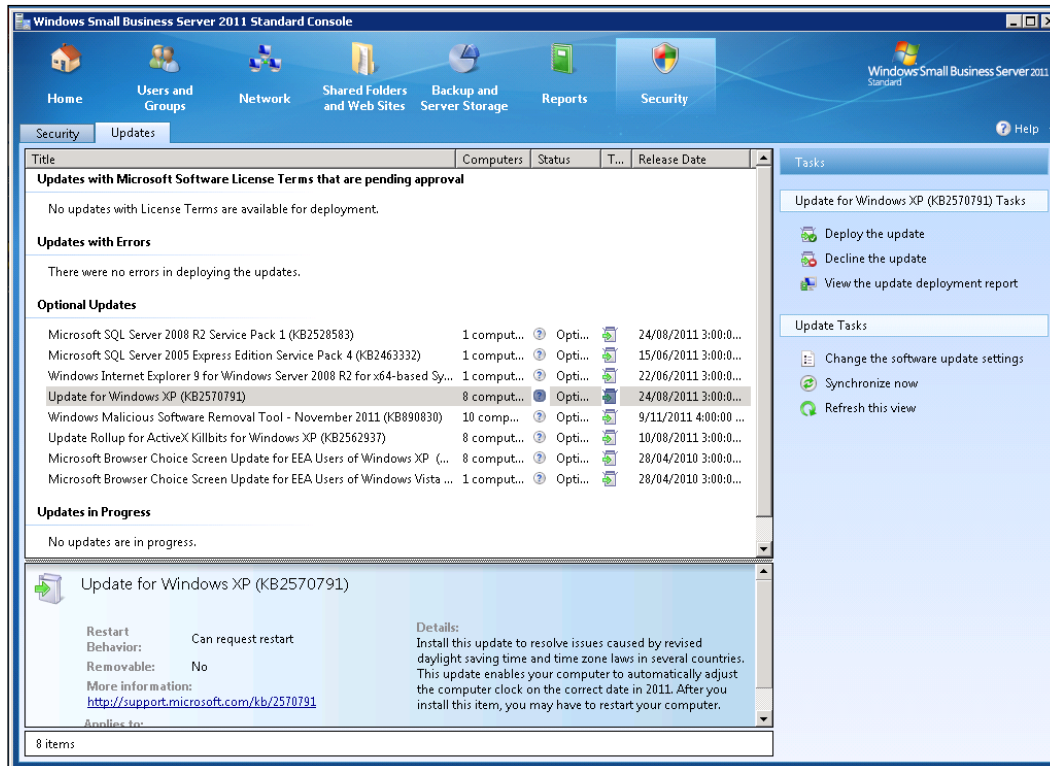 Windows Small Business Server 2011 Standard Console
Home
Users and
Groups
Network
Shared Folders
and Web Sites
Backup and
Server Storage
Reports
Security
Windows Small Business Server 2011
Standard
Security
Updates
Help
Title Computers Status T... Release Date
Updates with Microsoft Software License Terms that are pending approval
No updates with License Terms are available for deployment.
Updates with Errors
There were no errors in deploying the updates.
Optional Updates
Microsoft SQL Server 2008 R2 Service Pack 1 (KB2528583) 1 comput... Opti... 24/08/2011 3:00:0...
Microsoft SQL Server 2005 Express Edition Service Pack 4 (KB2463332) 1 comput... Opti... 15/06/2011 3:00:0...
Windows Internet Explorer 9 for Windows Server 2008 R2 for x64-based Sy... 1 comput... Opti... 22/06/2011 3:00:0...
Update for Windows XP (KB2570791) 8 comput... Opti... 24/08/2011 3:00:0...
Windows Malicious Software Removal Tool - November 2011 (KB890830) 10 comp... Opti... 9/11/2011 4:00:00 ...
Update Rollup for ActiveX Killbits for Windows XP (KB2562937) 8 comput... Opti... 10/08/2011 3:00:0...
Microsoft Browser Choice Screen Update for EEA Users of Windows XP (... 8 comput... Opti... 28/04/2010 3:00:0...
Microsoft Browser Choice Screen Update for EEA Users of Windows Vista ... 1 comput... Opti... 28/04/2010 3:00:0...
Updates in Progress
No updates are in progress.
Update for Windows XP (KB2570791)
Restart
Behavior:
Can request restart
Removable: No
More information:
http://support.microsoft.com/kb/2570791
Applies to:
Details:
Install this update to resolve issues caused by revised
daylight saving time and time zone laws in several countries.
This update enables your computer to automatically adjust
the computer clock on the correct date in 2011. After you
install this item, you may have to restart your computer.
8 items
Tasks
Update for Windows XP (KB2570791) Tasks
Deploy the update
Decline the update
View the update deployment report
Update Tasks
Change the software update settings
Synchronize now
Refresh this view